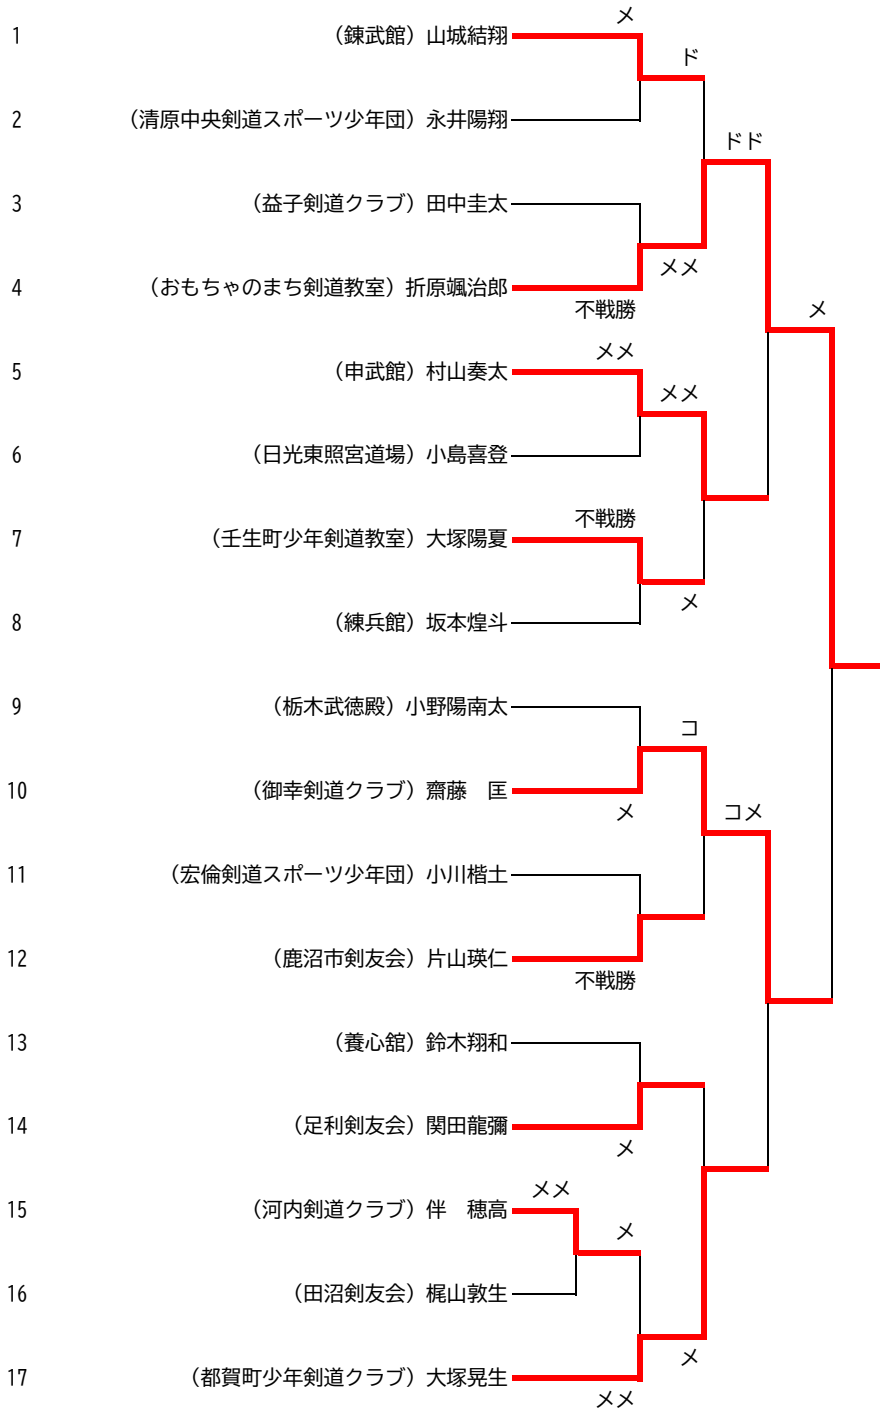 メ
1 （錬武館）山城結翔
ド
2 （清原中央剣道スポーツ少年団）永井陽翔
ドド
3 （益子剣道クラブ）田中圭太
メメ
4 （おもちゃのまち剣道教室）折原颯治郎
不戦勝
メ
メメ
5 （申武館）村山奏太
メメ
6 （日光東照宮道場）小島喜登
不戦勝
7 （壬生町少年剣道教室）大塚陽夏
メ
8 （練兵館）坂本煌斗
9 （栃木武徳殿）小野陽南太
コ
10 （御幸剣道クラブ）齋藤　匡
メ
コメ
11 （宏倫剣道スポーツ少年団）小川楷土
12 （鹿沼市剣友会）片山瑛仁
不戦勝
13 （養心舘）鈴木翔和
14 （足利剣友会）関田龍彌
メ
メメ
15 （河内剣道クラブ）伴　穂高
メ
16 （田沼剣友会）梶山敦生
メ
17 （都賀町少年剣道クラブ）大塚晃生
メメ